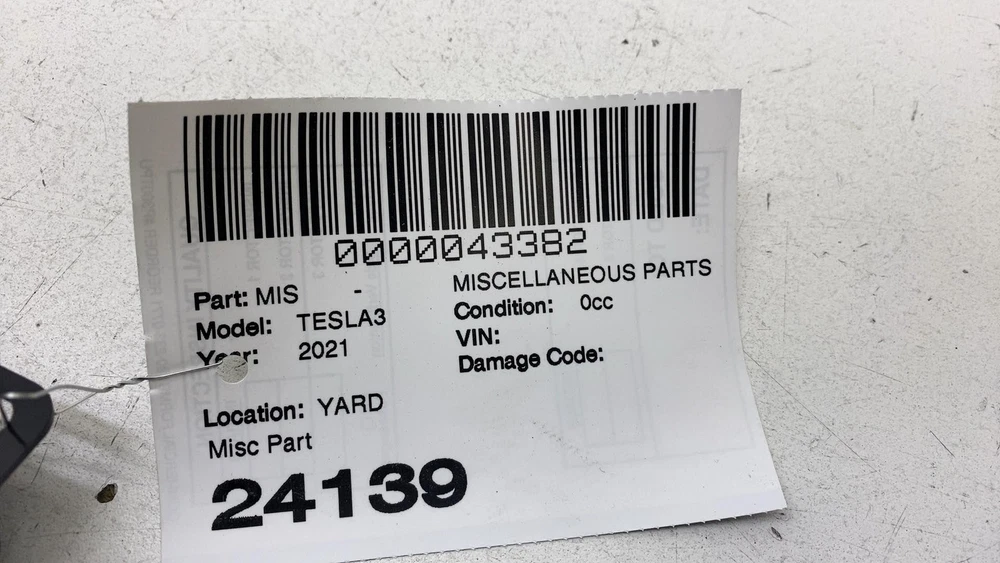 0000043382
Part: MIS - MISCELLANEOUS PARTS
Model: TESLA3 Condition: 0cc
Year: 2021 VIN:
Damage Code:
Location: YARD
Misc Part
24139